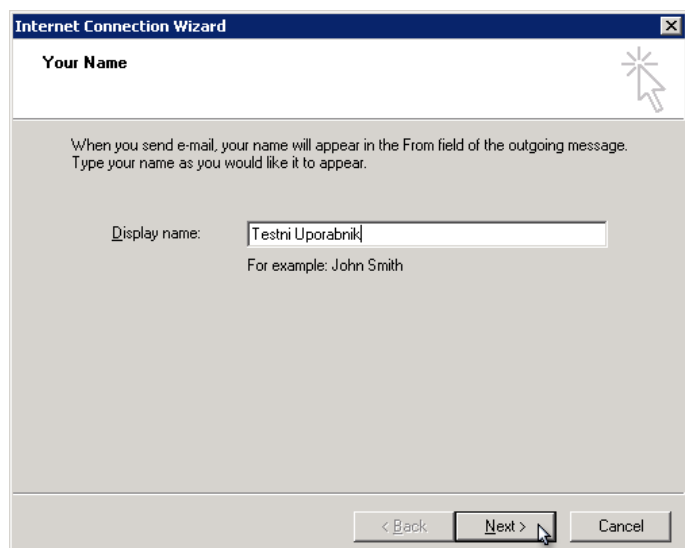 Internet Connection Wizard
Your Name
When you send e-mail, your name will appear in the From field of the outgoing message.
Type your name as you would like it to appear.
Display name: Testni Uporabnik
For example: John Smith
< Back Next > Cancel